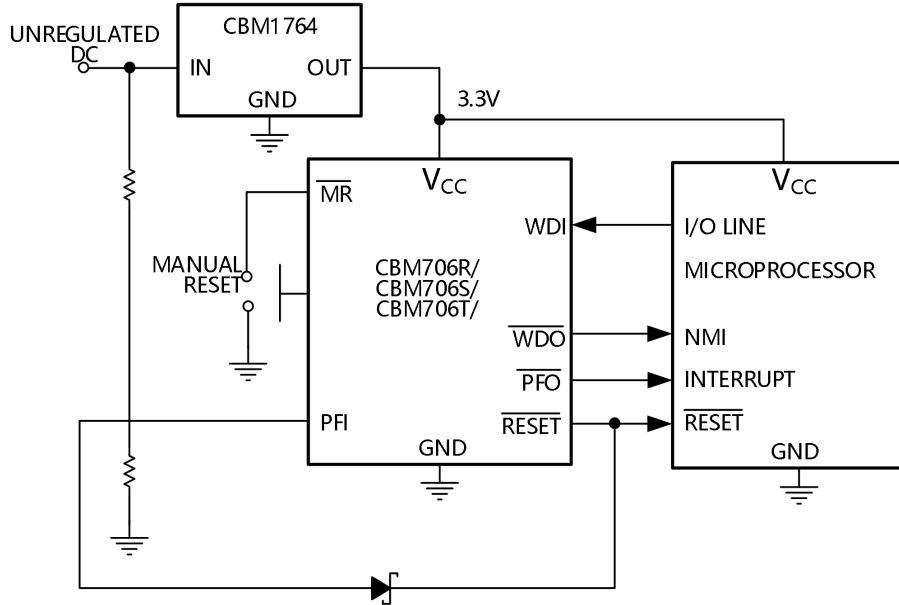 UNREGULATED
DC
CBM1764
IN
OUT
GND
3.3V
MR
VCC
WDI
MANUAL
RESET
CBM706R/
CBM706S/
CBM706T/
WDO
PFO
PFI
RESET
GND
VCC
I/O LINE
MICROPROCESSOR
NMI
INTERRUPT
RESET
GND